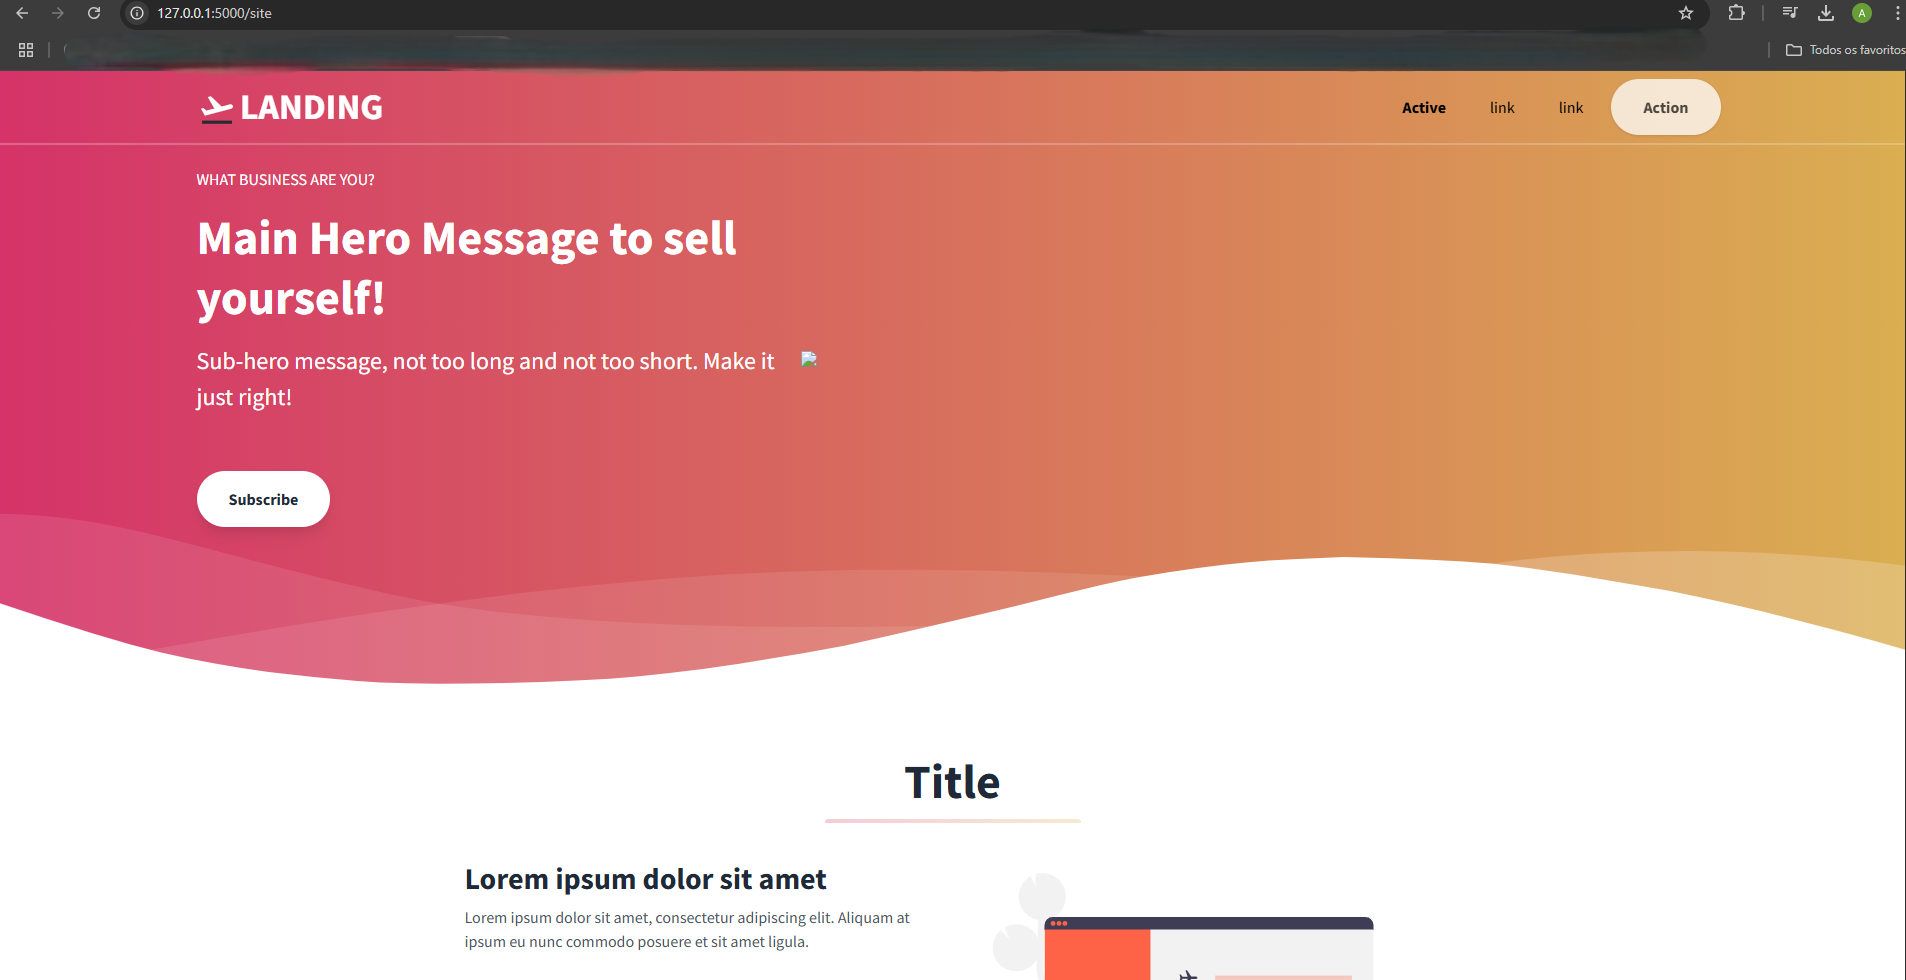 127.0.0.1:5000/site
A
Todos os favoritos
LANDING
Active
link
link
Action
WHAT BUSINESS ARE YOU?
Main Hero Message to sell
yourself!
Sub-hero message, not too long and not too short. Make it
just right!
Subscribe
Title
Lorem ipsum dolor sit amet
Lorem ipsum dolor sit amet, consectetur adipiscing elit. Aliquam at
ipsum eu nunc commodo posuere et sit amet ligula.